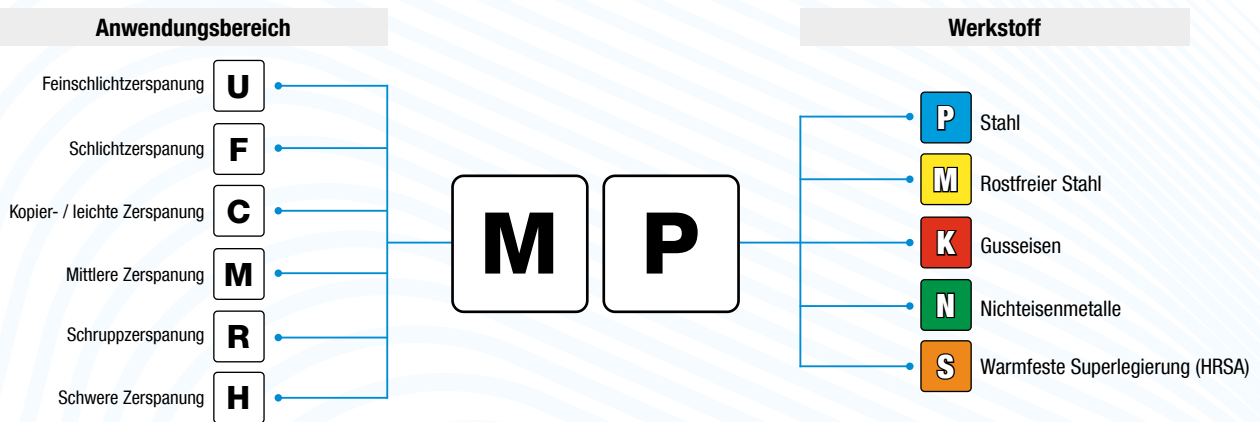 Anwendungsbereich
Feinschlichtzerspanung U
Schlichtzerspanung F
Kopier- / leichte Zerspanung C
Mittlere Zerspanung M
Schruppzerspanung R
Schwere Zerspanung H
M P
Werkstoff
P Stahl
M Rostfreier Stahl
K Gusseisen
N Nichteisenmetalle
S Warmfeste Superlegierung (HRSA)